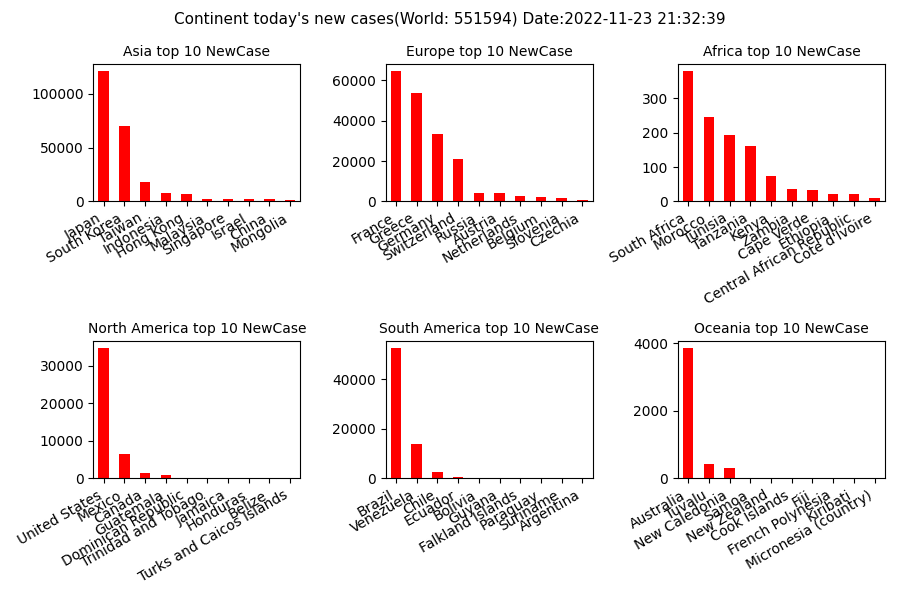 Continent today's new cases(World: 551594) Date:2022-11-23 21:32:39
Asia top 10 NewCase
100000
50000
0
Japan
South Korea
Taiwan
Indonesia
Hong Kong
Malaysia
Singapore
Israel
China
Mongolia
Europe top 10 NewCase
60000
40000
20000
0
France
Greece
Germany
Switzerland
Russia
Austria
Netherlands
Belgium
Slovenia
Czechia
Africa top 10 NewCase
300
200
100
0
South Africa
Morocco
Tunisia
Tanzania
Kenya
Zambia
Cape Verde
Ethiopia
Central African Republic
Cote d'Ivoire
North America top 10 NewCase
30000
20000
10000
0
United States
Mexico
Canada
Guatemala
Dominican Republic
Trinidad and Tobago
Jamaica
Honduras
Belize
Turks and Caicos Islands
South America top 10 NewCase
40000
20000
0
Brazil
Venezuela
Chile
Ecuador
Bolivia
Guyana
Falkland Islands
Paraguay
Suriname
Argentina
Oceania top 10 NewCase
4000
2000
0
Australia
Tuvalu
New Caledonia
Samoa
New Zealand
Cook Islands
Fiji
French Polynesia
Kiribati
Micronesia (country)